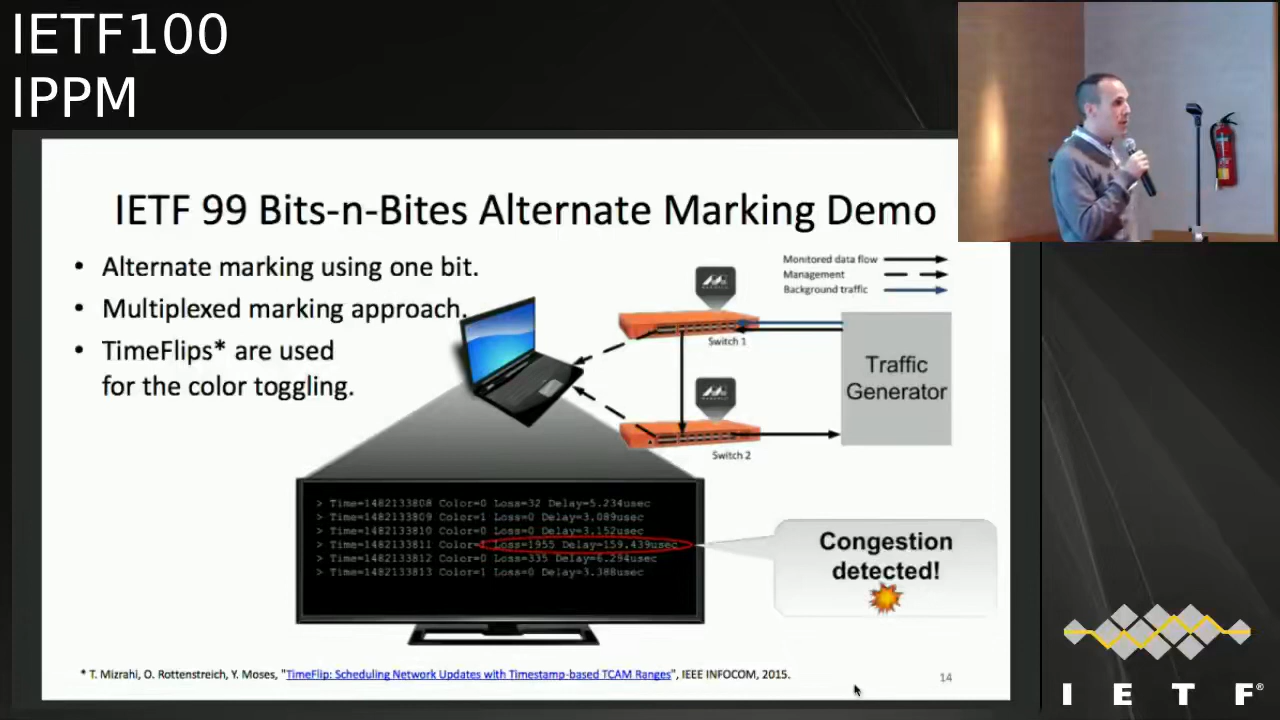 IETF100
IPPM
IETF 99 Bits-n-Bites Alternate Marking Demo
• Alternate marking using one bit.
• Multiplexed marking approach.
• TimeFlips* are used
for the color toggling.
Monitored data flow
Management
Background traffic
Switch 1
Traffic
Generator
Switch 2
> Time=1482133808 Color=0 Loss=32 Delay=5.234usec
> Time=1482133809 Color=1 Loss=0 Delay=3,089usec
> Time=1482133810 Color=0 Loss=0 Delay=3,152usec
> Time=1482133811 Color=1 Loss=1955 Delay=159.439usec
> Time=1482133812 Color=0 Loss=335 Delay=6.294usec
> Time=1482133813 Color=1 Loss=0 Delay=3.388usec
Congestion
detected!
* T. Mizrahi, O. Rottenstreich, Y. Moses, "TimeFlip: Scheduling Network Updates with Timestamp-based TCAM Ranges", IEEE INFOCOM, 2015.
14
I E T F®